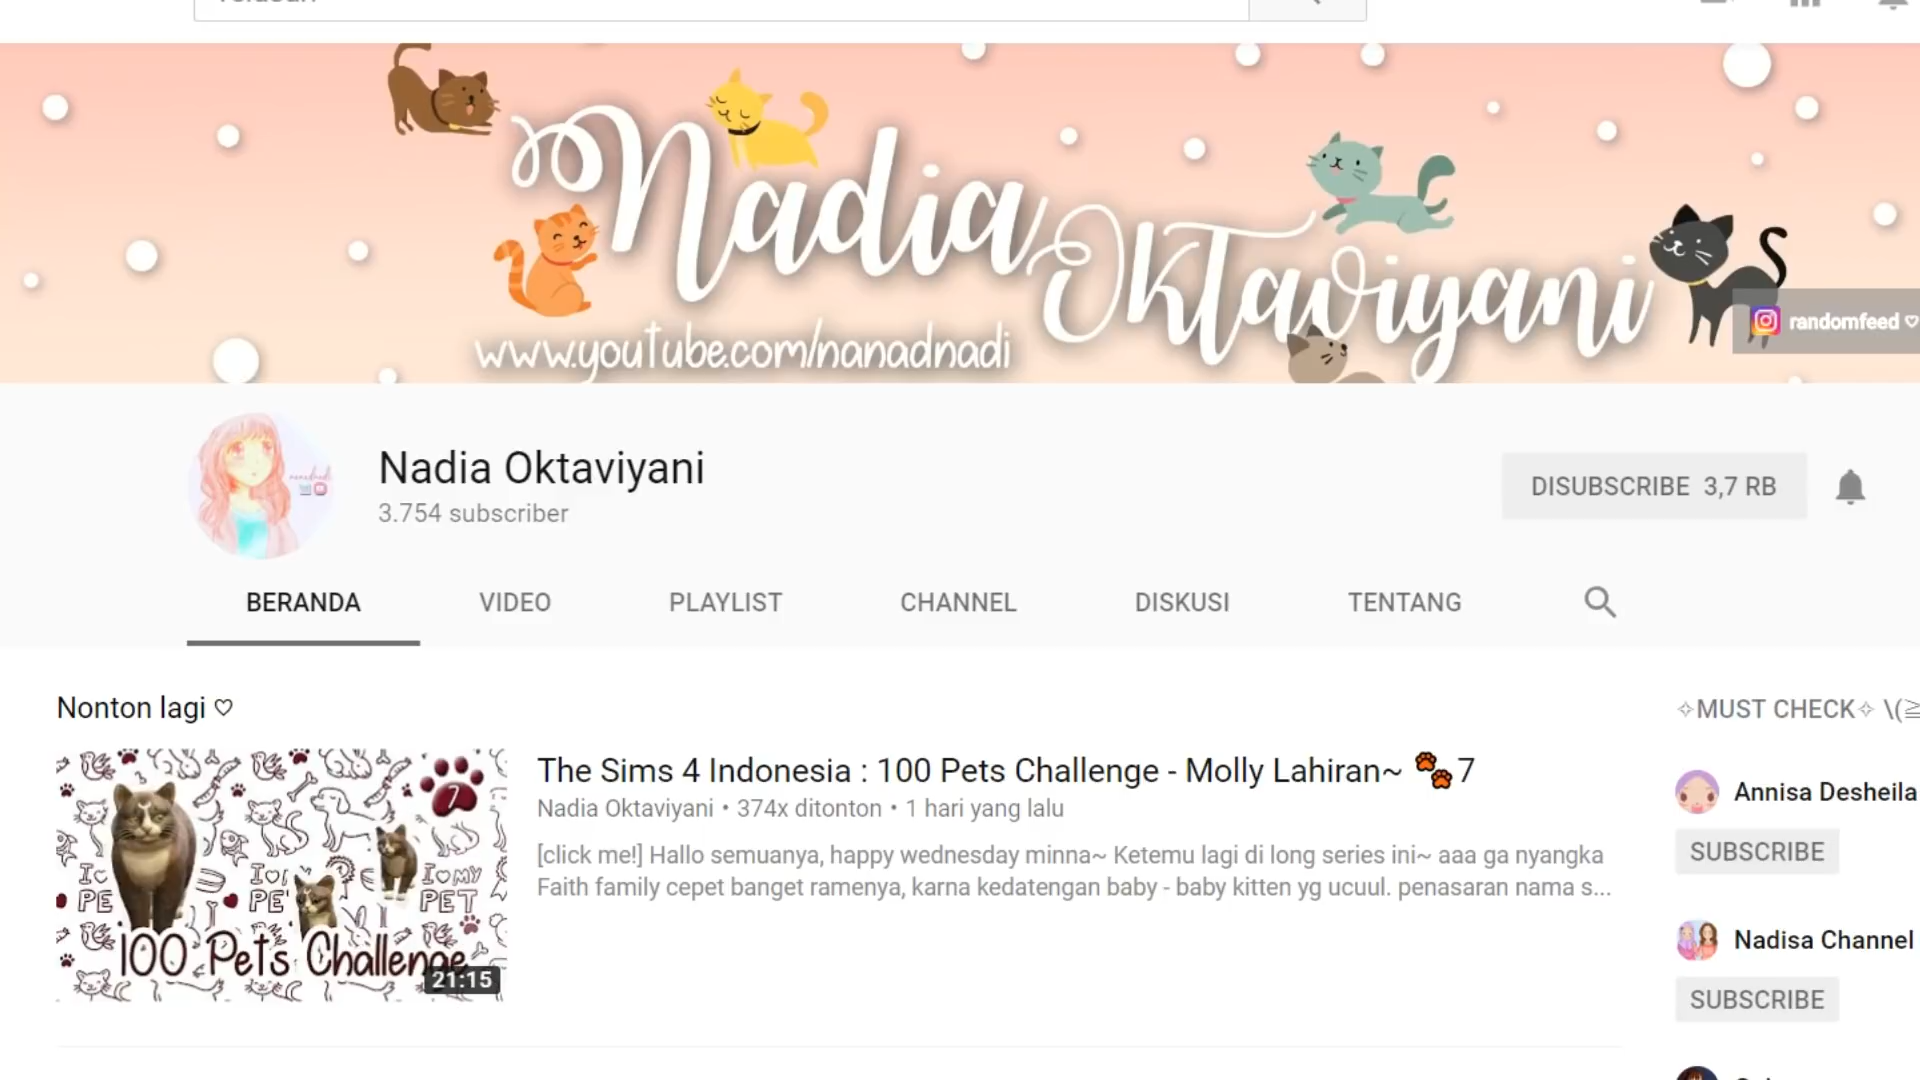 Nadia
Oktaviyani
www.youtube.com/nanadnadi
randomfeed ♡
nanadnadi
Nadia Oktaviyani
3.754 subscriber
DISUBSCRIBE 3,7 RB
BERANDA
VIDEO
PLAYLIST
CHANNEL
DISKUSI
TENTANG
Nonton lagi ♡
7
I♡MY
PET
100 Pets Challenge
21:15
The Sims 4 Indonesia : 100 Pets Challenge - Molly Lahiran~ 🐾7
Nadia Oktaviyani • 374x ditonton • 1 hari yang lalu
[click me!] Hallo semuanya, happy wednesday minna~ Ketemu lagi di long series ini~ aaa ga nyangka
Faith family cepet banget ramenya, karna kedatengan baby - baby kitten yg ucuul. penasaran nama s...
✧MUST CHECK✧ \(≧
Annisa Desheila
SUBSCRIBE
Nadisa Channel
SUBSCRIBE